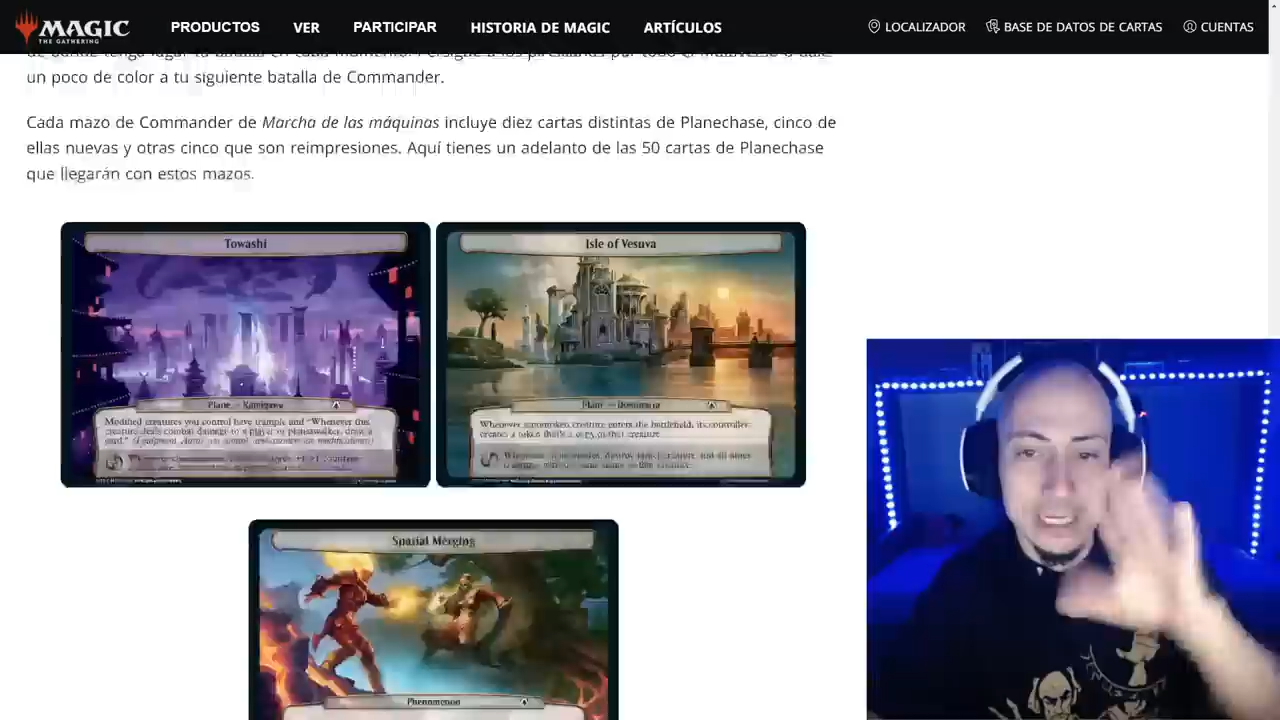 MAGIC
THE GATHERING
PRODUCTOS
VER
PARTICIPAR
HISTORIA DE MAGIC
ARTÍCULOS
LOCALIZADOR
BASE DE DATOS DE CARTAS
CUENTAS
un poco de color a tu siguiente batalla de Commander.
Cada mazo de Commander de Marcha de las máquinas incluye diez cartas distintas de Planechase, cinco de
ellas nuevas y otras cinco que son reimpresiones. Aquí tienes un adelanto de las 50 cartas de Planechase
que llegarán con estos mazos.
Towashi
Plane — Kamigawa
Modified creatures you control have trample and "Whenever this
creature deals combat damage to a player or planeswalker, draw a
card."
Isle of Vesuva
Plane — Dominaria
Whenever a nontoken creature enters the battlefield, its controller
creates a token that's a copy of that creature.
Spatial Merging
Phenomenon